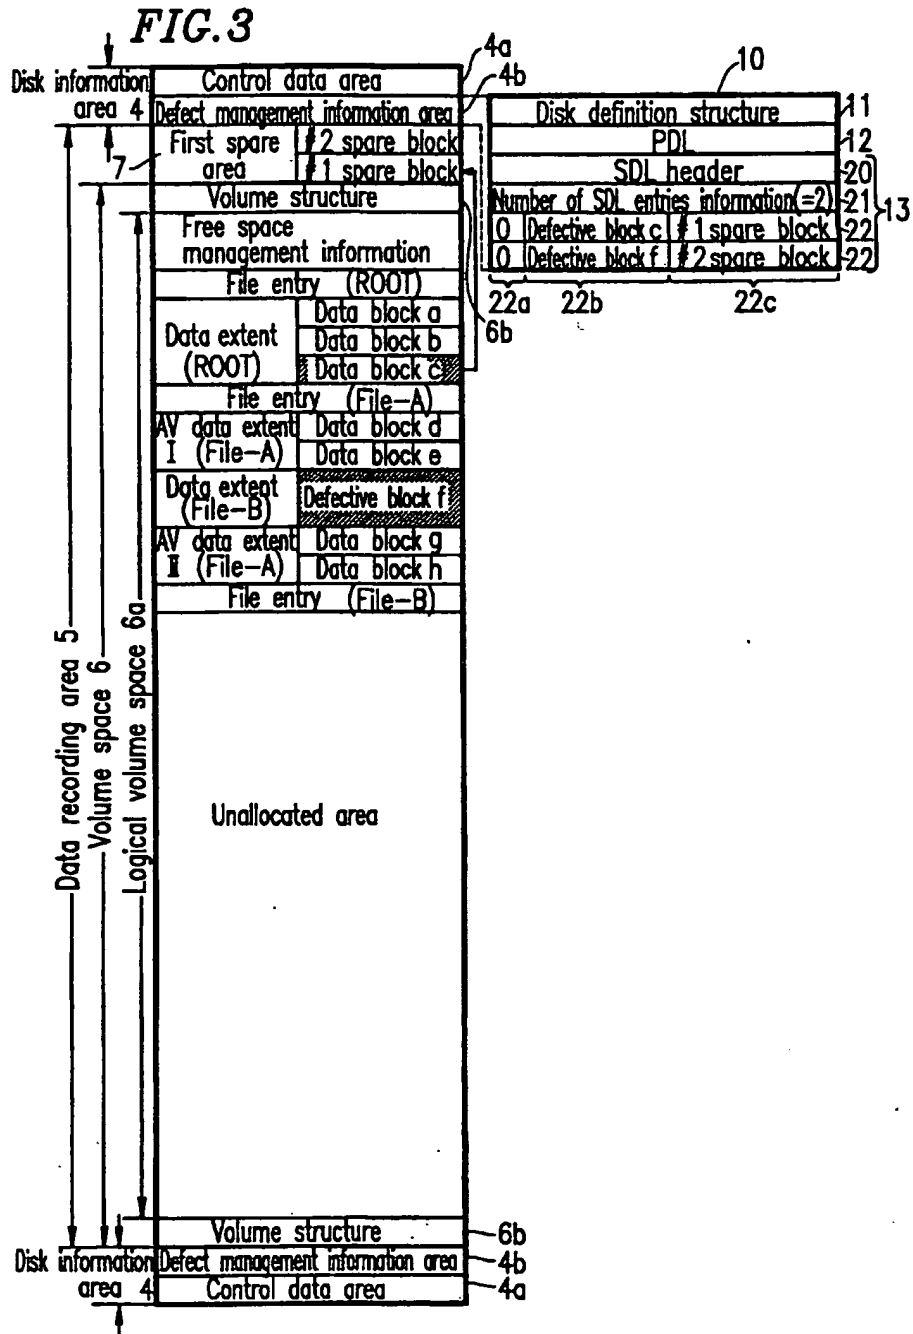 FIG.3
Disk information
area 4
Control data area
4a
Defect management information area
4b
7
First spare
area
#2 spare block
#1 spare block
Volume structure
6b
Free space
management information
File entry (ROOT)
Data extent
(ROOT)
Data block a
Data block b
Data block c
File entry (File-A)
AV data extent
I (File-A)
Data block d
Data block e
Data extent
(File-B)
Defective block f
AV data extent
II (File-A)
Data block g
Data block h
File entry (File-B)
Unallocated area
Data recording area 5
Volume space 6
Logical volume space 6a
Volume structure
6b
Disk information
area 4
Defect management information area
4b
Control data area
4a
10
Disk definition structure
11
PDL
12
SDL header
20
Number of SDL entries information(=2)
21
13
0 Defective block c #1 spare block
22
0 Defective block f #2 spare block
22
22a 22b 22c